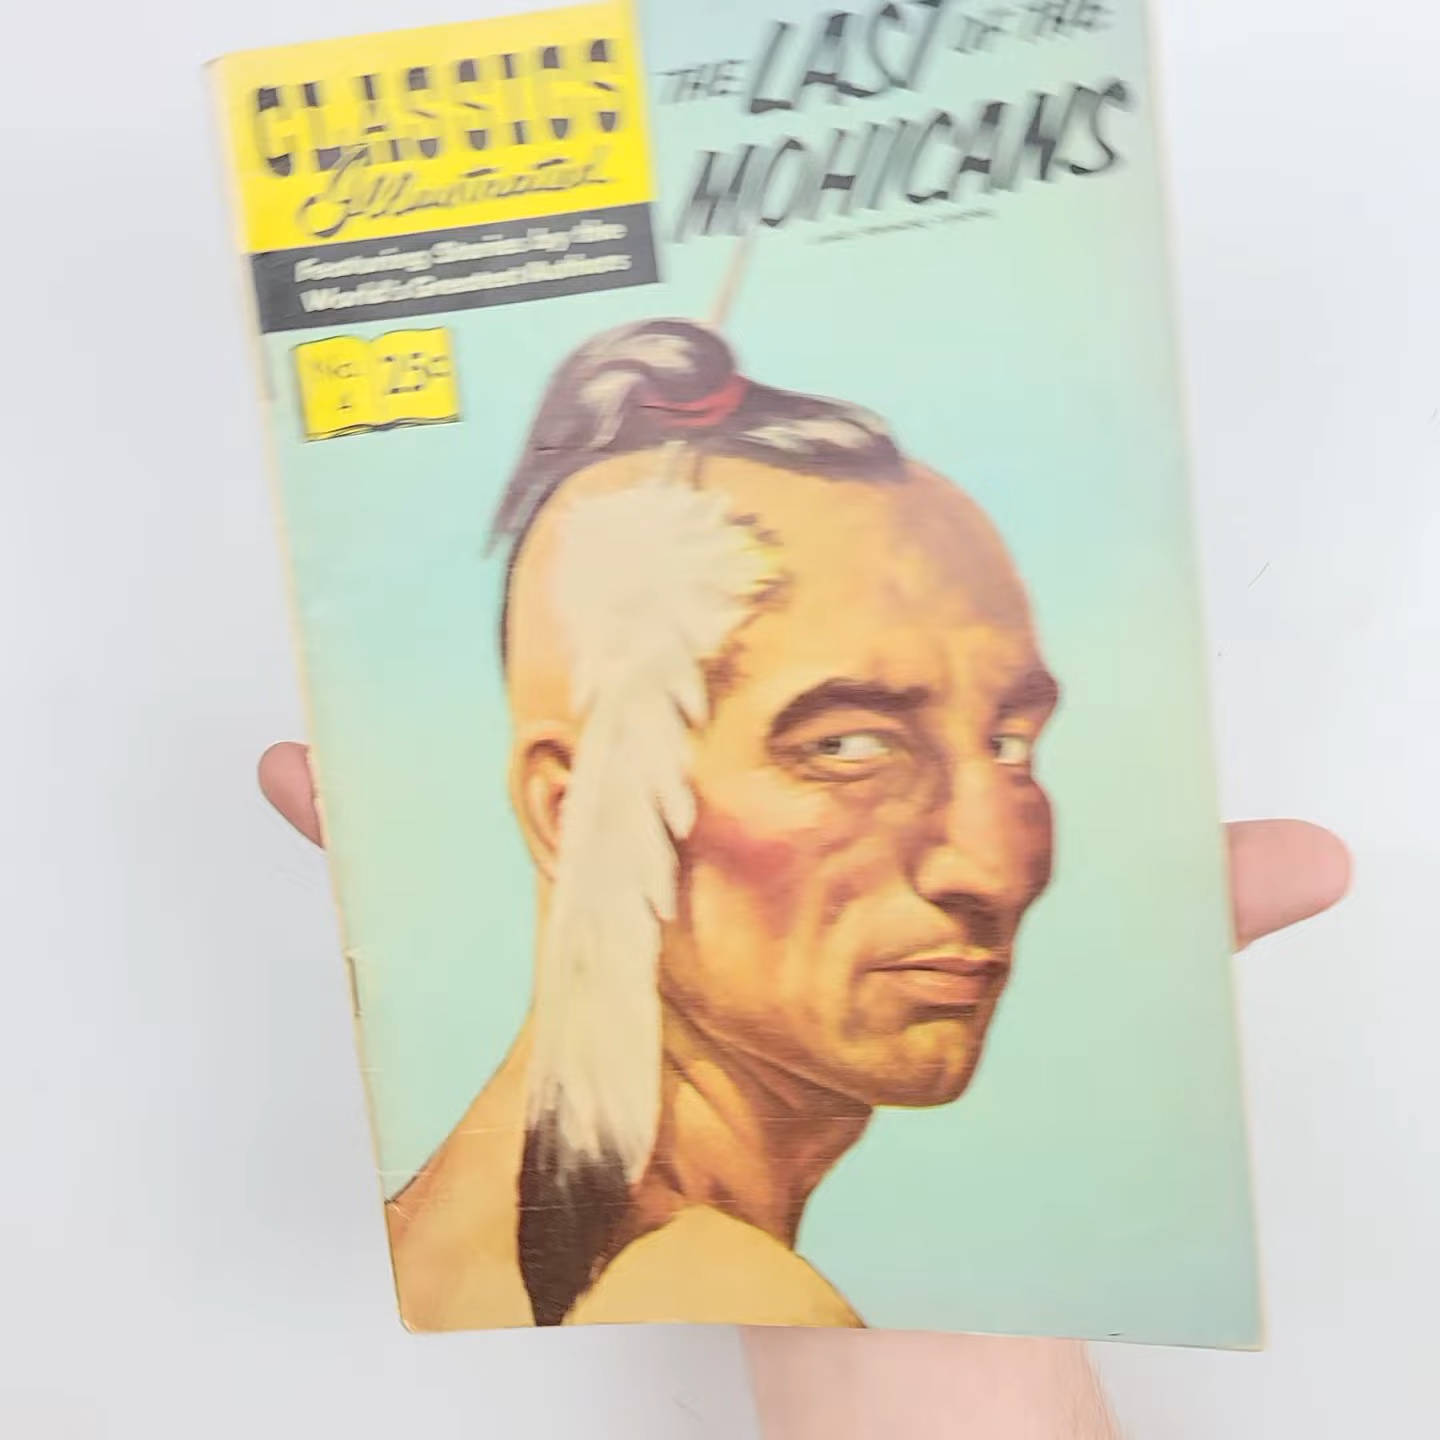 CLASSICS
Illustrated
Featuring Stories by the
World's Greatest Authors
No. 25¢
4
THE LAST OF THE
MOHICANS